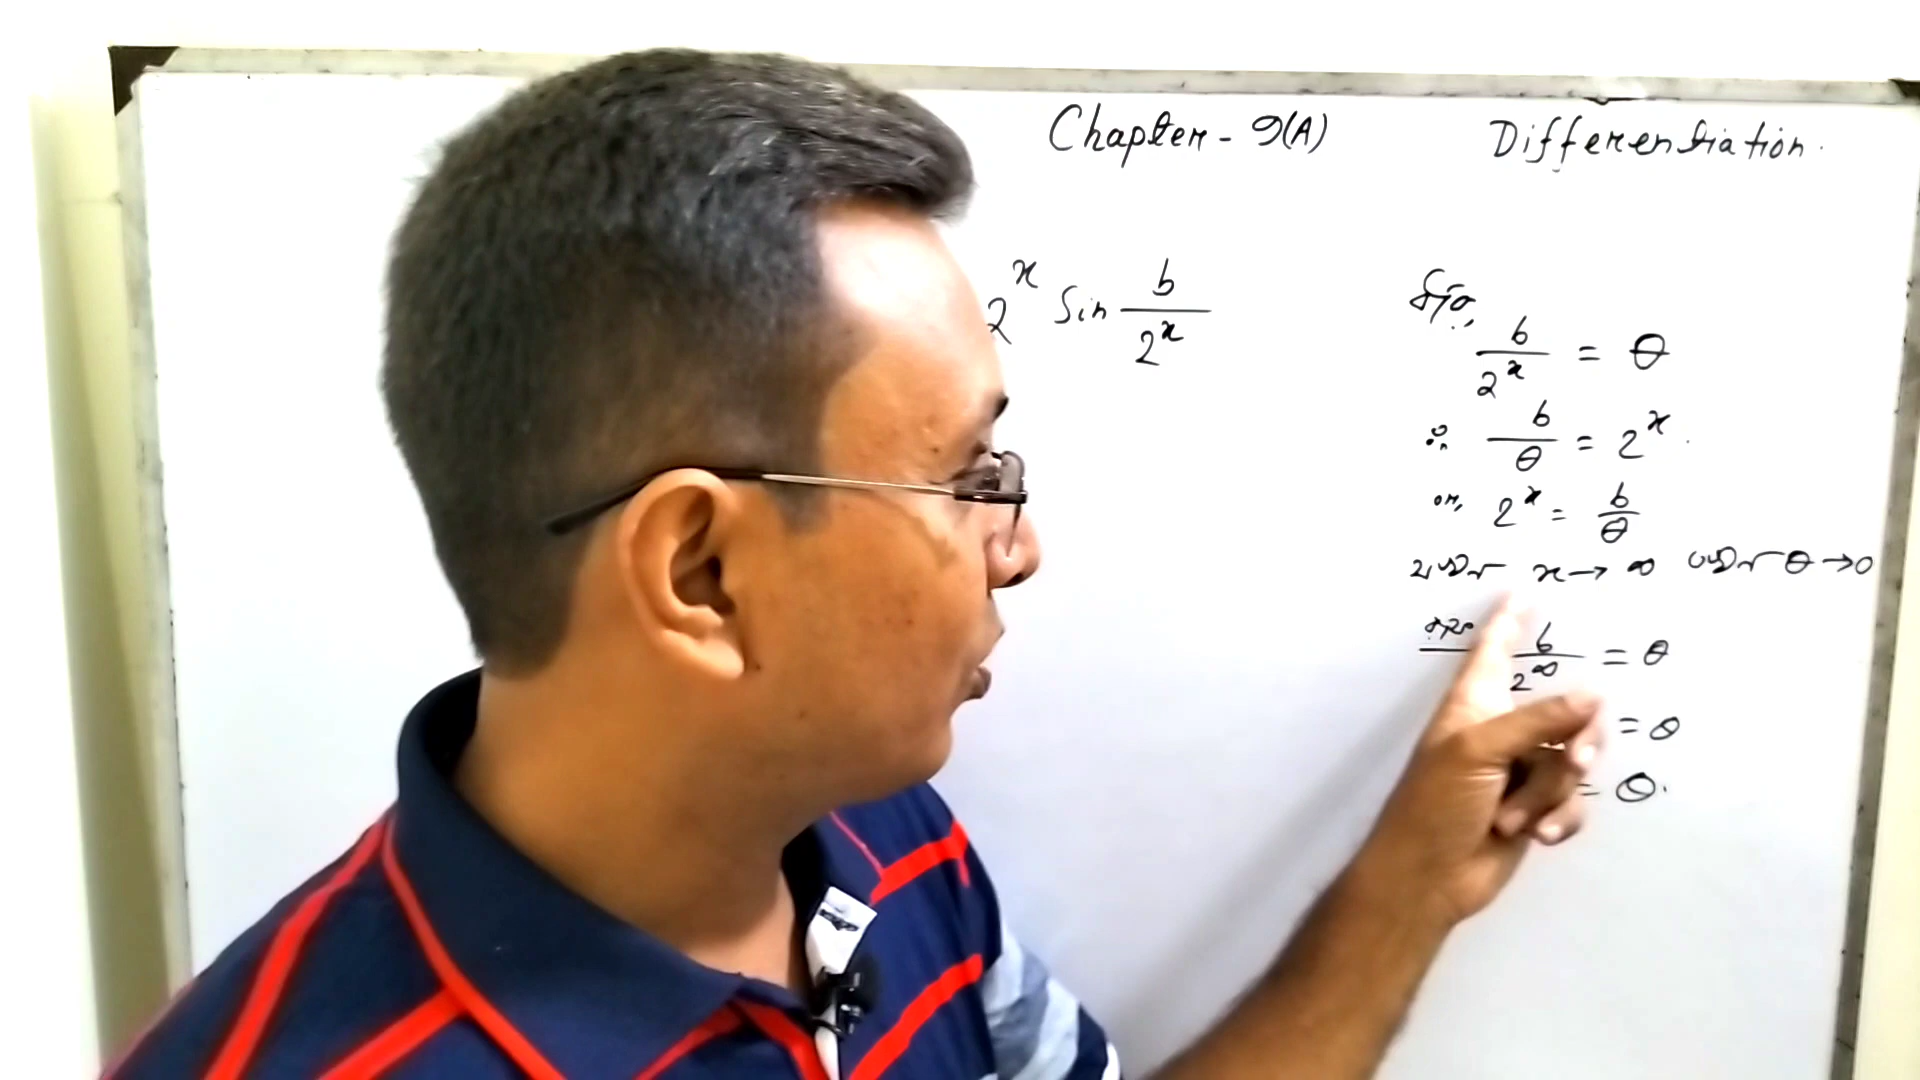 Chapter - 9(A) Differentiation.
2^x Sin b/2^x
ধরি, b/2^x = θ
∴ b/θ = 2^x.
or, 2^x = b/θ
যখন x → ∞ তখন θ → 0
b/2^∞ = θ
= θ
= θ.